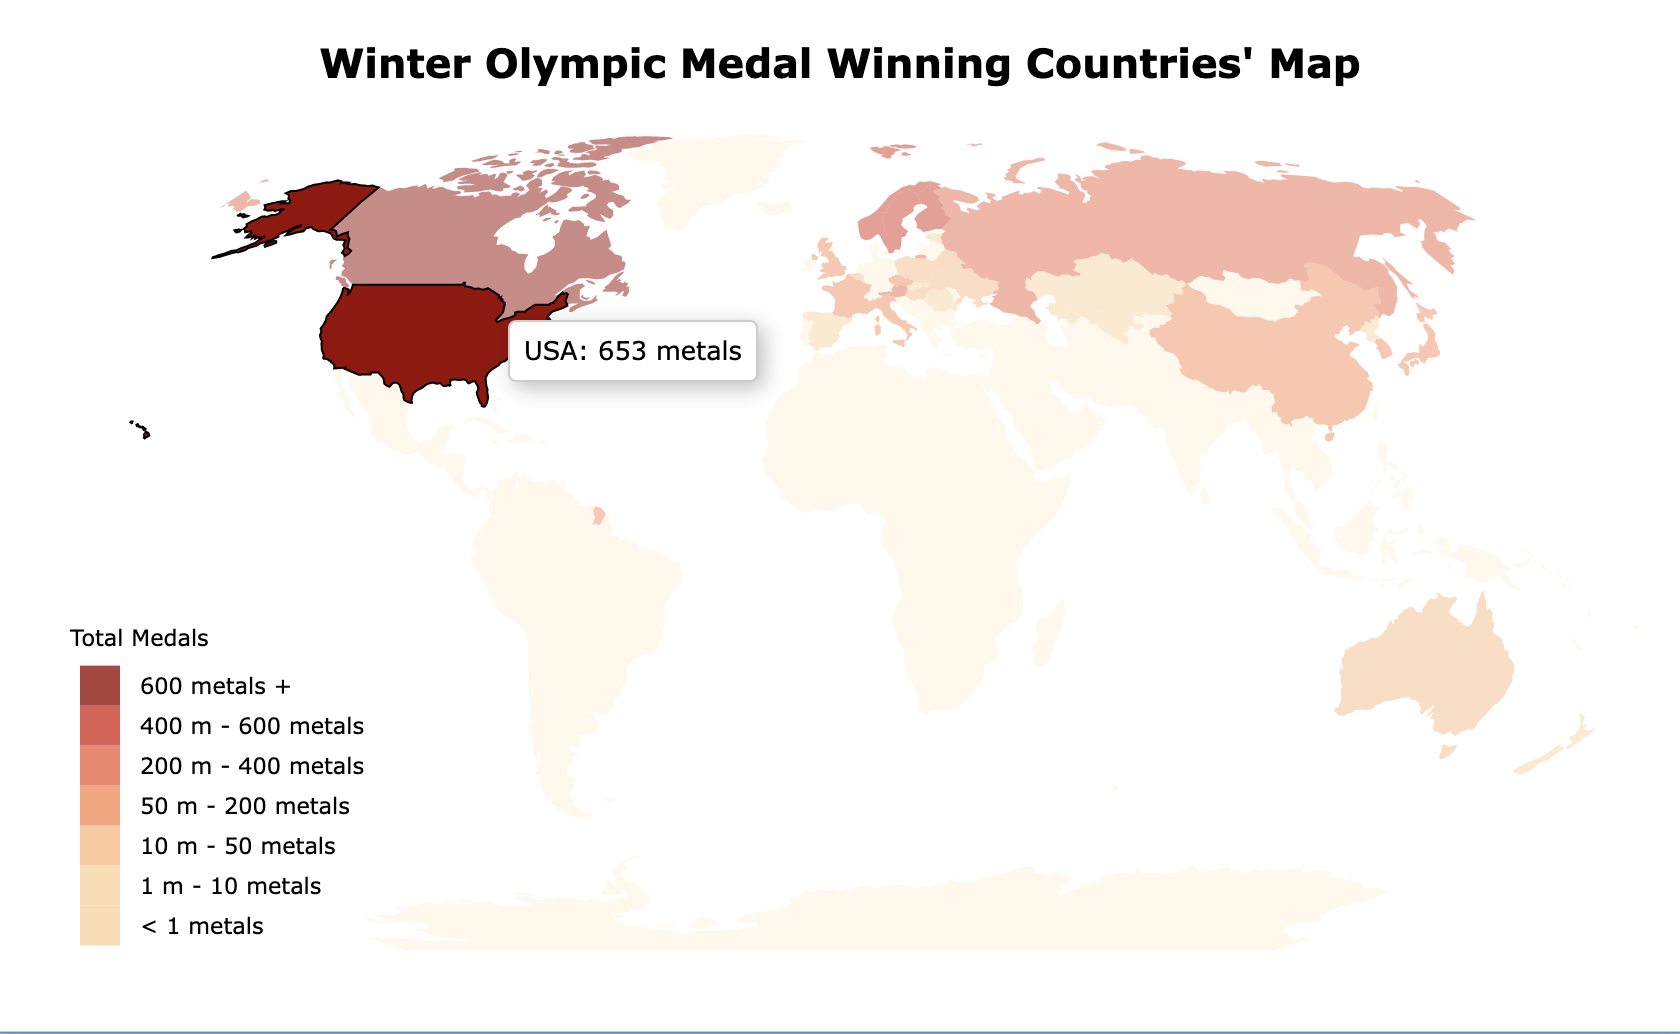 Winter Olympic Medal Winning Countries' Map
USA: 653 metals
Total Medals
600 metals +
400 m - 600 metals
200 m - 400 metals
50 m - 200 metals
10 m - 50 metals
1 m - 10 metals
< 1 metals